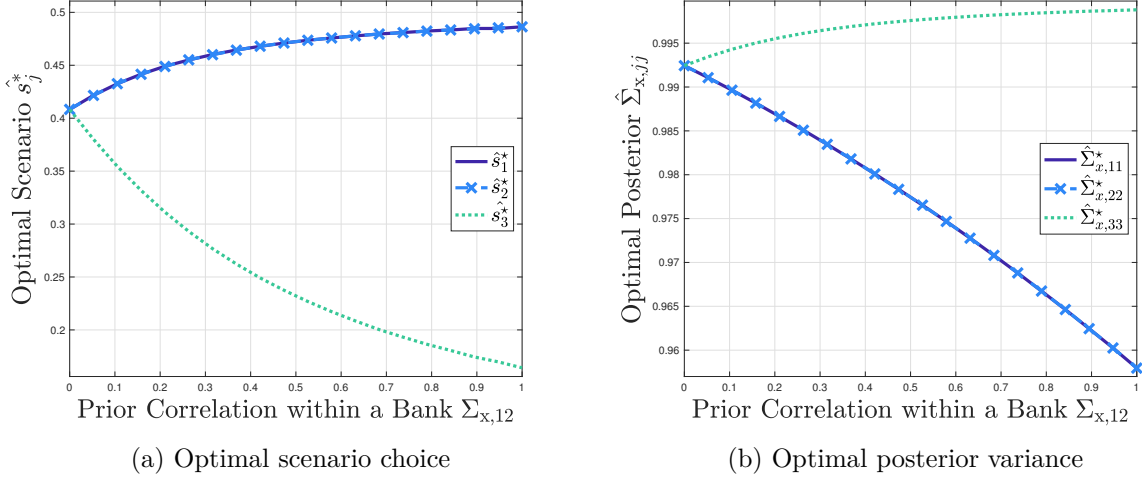 0.5
0.45
0.4
0.35
0.3
0.25
0.2
0 0.1 0.2 0.3 0.4 0.5 0.6 0.7 0.8 0.9 1
Optimal Scenario ŝ*ⱼ
Prior Correlation within a Bank Σx,12
ŝ₁*
ŝ₂*
ŝ₃*
(a) Optimal scenario choice
0.995
0.99
0.985
0.98
0.975
0.97
0.965
0.96
0 0.1 0.2 0.3 0.4 0.5 0.6 0.7 0.8 0.9 1
Optimal Posterior Σ̂x,jj
Prior Correlation within a Bank Σx,12
Σ̂*x,11
Σ̂*x,22
Σ̂*x,33
(b) Optimal posterior variance